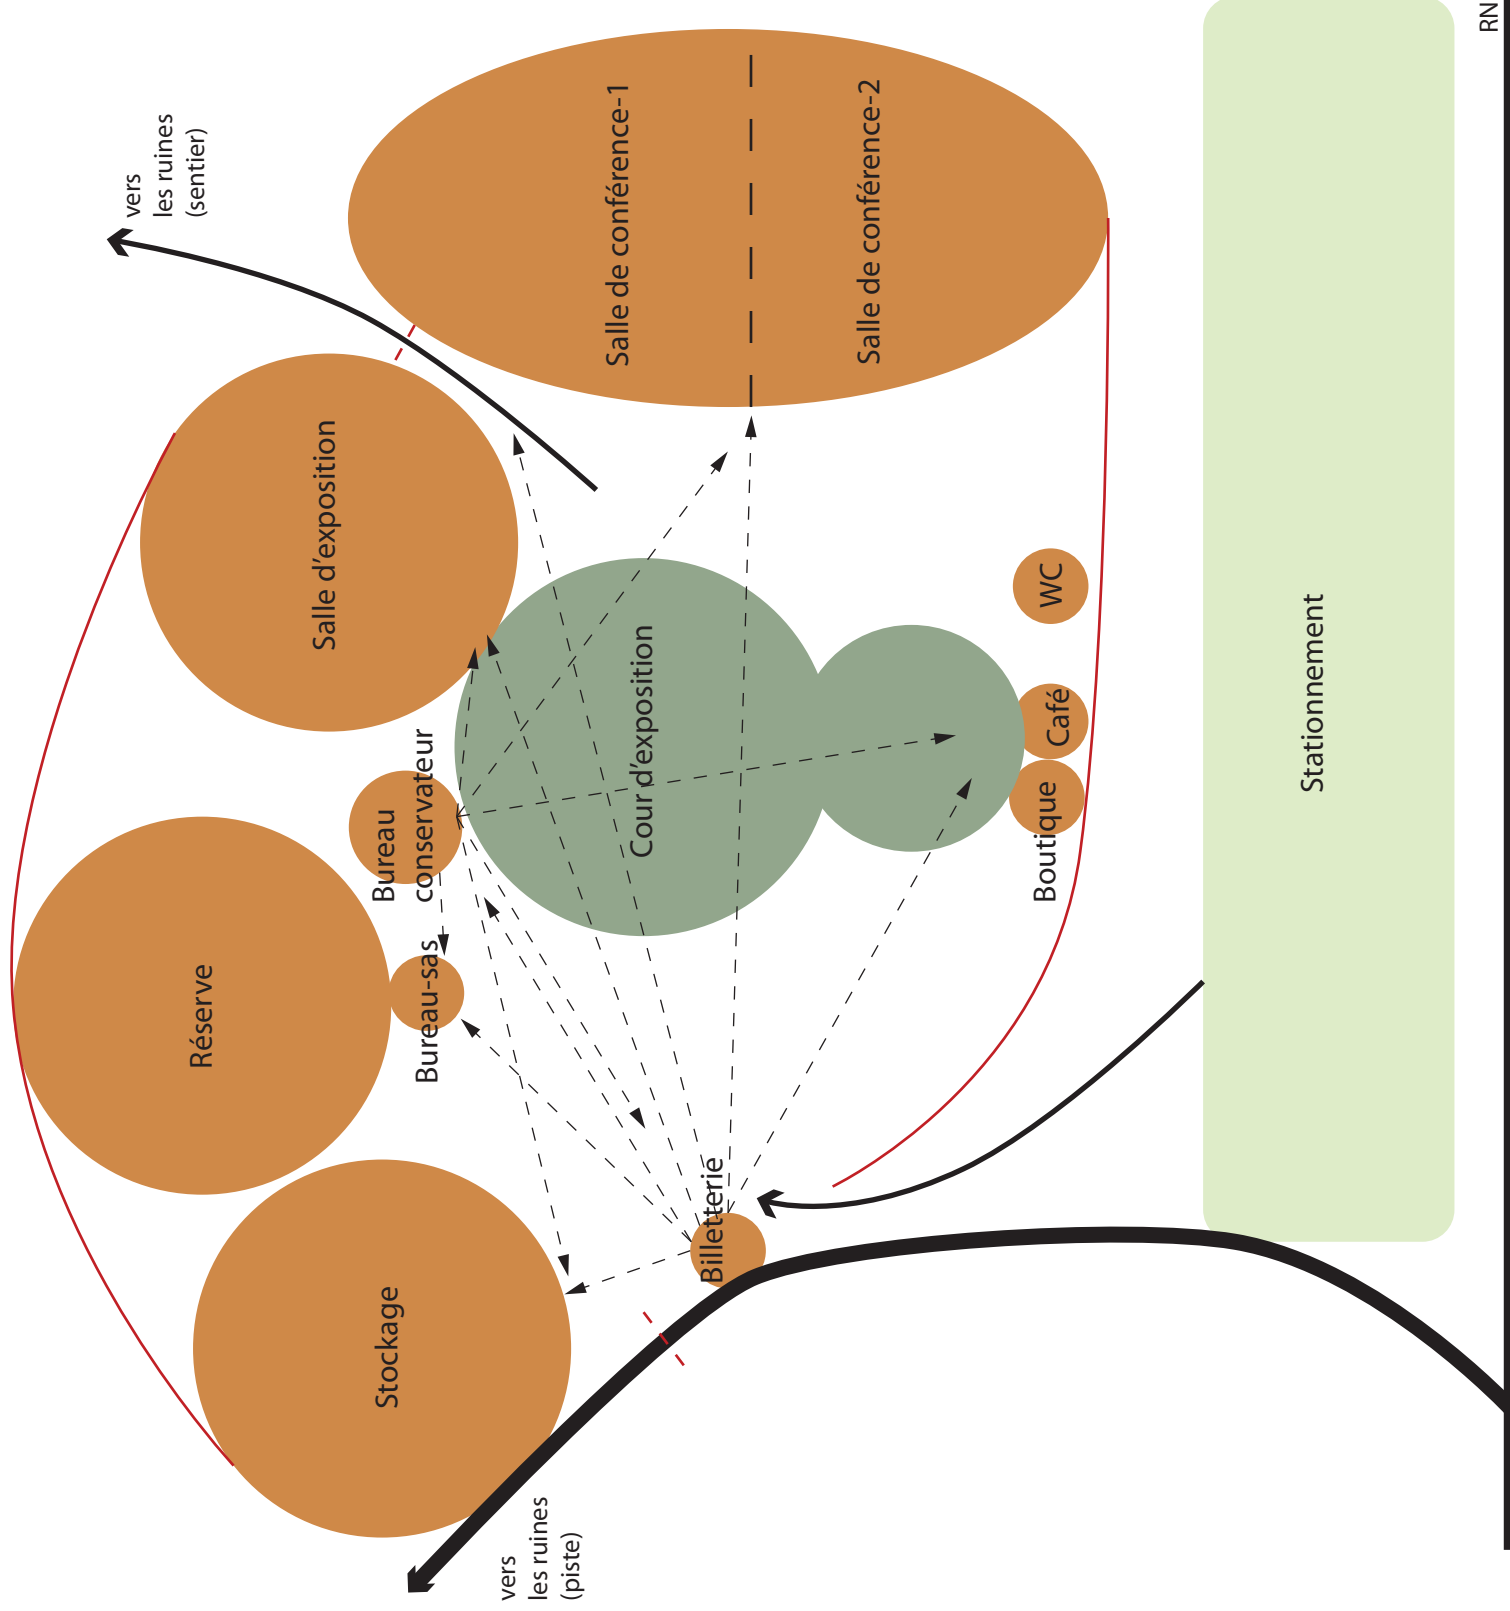 vers
les ruines
(sentier)
Salle de conférence-1
Salle de conférence-2
RN
Salle d'exposition
Cour d'exposition
WC
Café
Boutique
Stationnement
Bureau
conservateur
Réserve
Bureau-sas
Billetterie
Stockage
vers
les ruines
(piste)